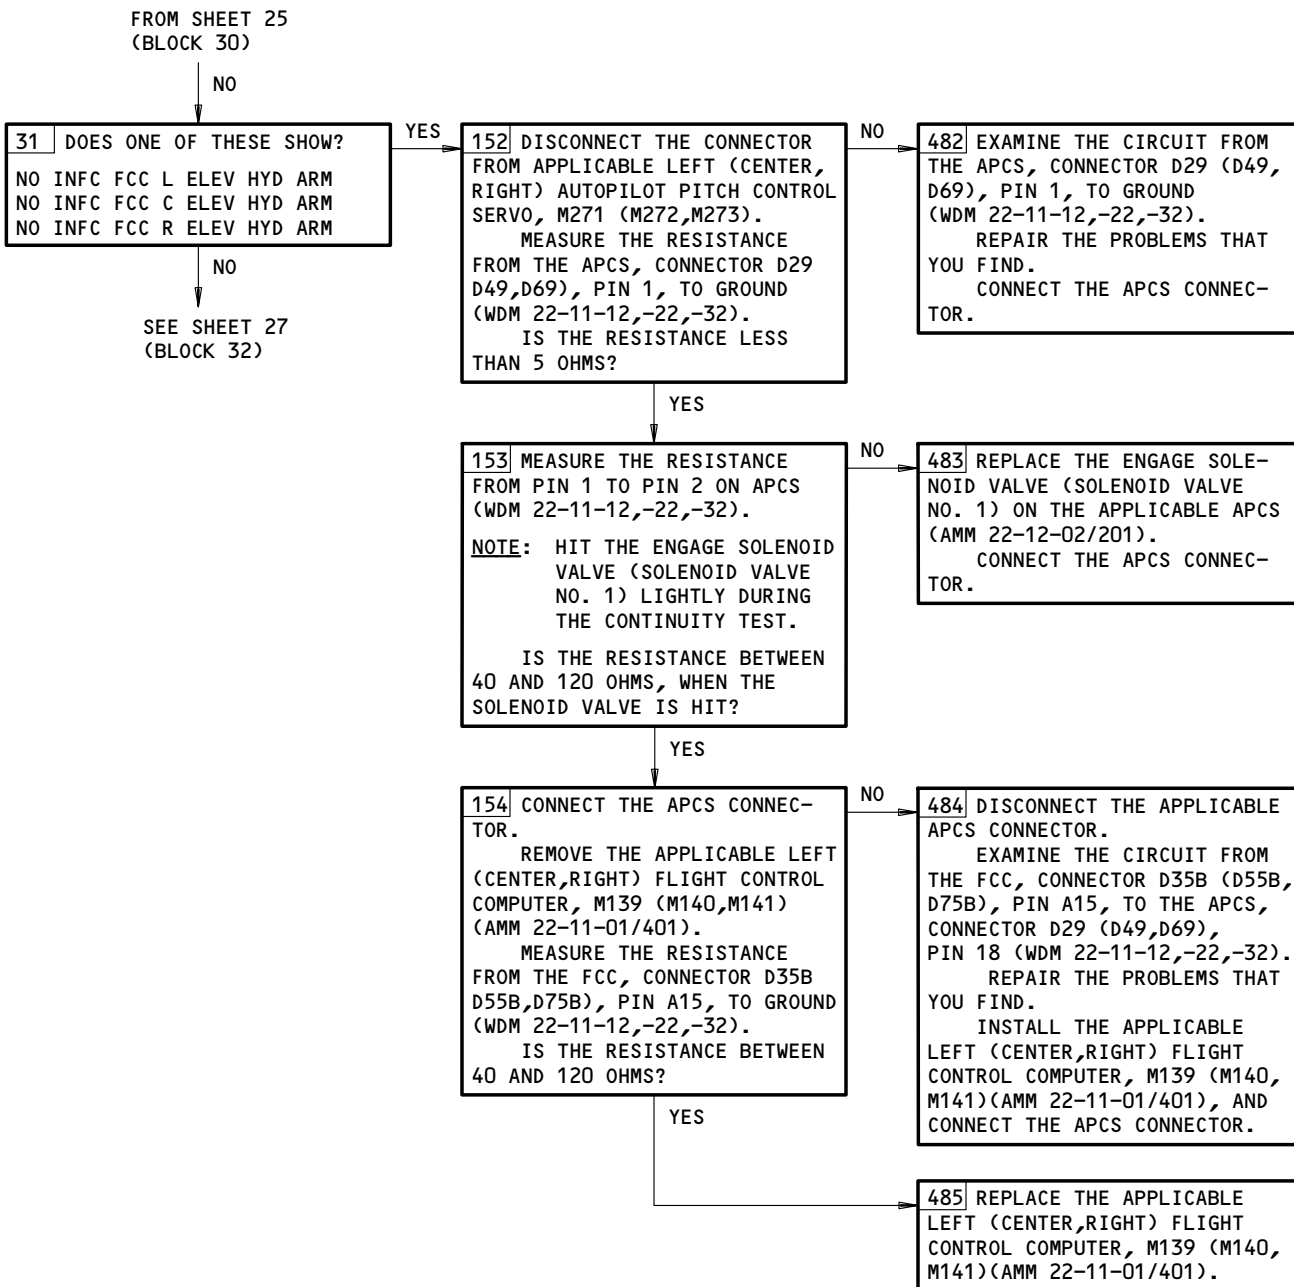 FROM SHEET 25
(BLOCK 30)
NO
31 DOES ONE OF THESE SHOW?
NO INFC FCC L ELEV HYD ARM
NO INFC FCC C ELEV HYD ARM
NO INFC FCC R ELEV HYD ARM
NO
SEE SHEET 27
(BLOCK 32)
YES
152 DISCONNECT THE CONNECTOR
FROM APPLICABLE LEFT (CENTER,
RIGHT) AUTOPILOT PITCH CONTROL
SERVO, M271 (M272,M273).
MEASURE THE RESISTANCE
FROM THE APCS, CONNECTOR D29
D49,D69), PIN 1, TO GROUND
(WDM 22-11-12,-22,-32).
IS THE RESISTANCE LESS
THAN 5 OHMS?
NO
482 EXAMINE THE CIRCUIT FROM
THE APCS, CONNECTOR D29 (D49,
D69), PIN 1, TO GROUND
(WDM 22-11-12,-22,-32).
REPAIR THE PROBLEMS THAT
YOU FIND.
CONNECT THE APCS CONNEC-
TOR.
YES
153 MEASURE THE RESISTANCE
FROM PIN 1 TO PIN 2 ON APCS
(WDM 22-11-12,-22,-32).
NOTE: HIT THE ENGAGE SOLENOID
VALVE (SOLENOID VALVE
NO. 1) LIGHTLY DURING
THE CONTINUITY TEST.
IS THE RESISTANCE BETWEEN
40 AND 120 OHMS, WHEN THE
SOLENOID VALVE IS HIT?
NO
483 REPLACE THE ENGAGE SOLE-
NOID VALVE (SOLENOID VALVE
NO. 1) ON THE APPLICABLE APCS
(AMM 22-12-02/201).
CONNECT THE APCS CONNEC-
TOR.
YES
154 CONNECT THE APCS CONNEC-
TOR.
REMOVE THE APPLICABLE LEFT
(CENTER,RIGHT) FLIGHT CONTROL
COMPUTER, M139 (M140,M141)
(AMM 22-11-01/401).
MEASURE THE RESISTANCE
FROM THE FCC, CONNECTOR D35B
D55B,D75B), PIN A15, TO GROUND
(WDM 22-11-12,-22,-32).
IS THE RESISTANCE BETWEEN
40 AND 120 OHMS?
NO
484 DISCONNECT THE APPLICABLE
APCS CONNECTOR.
EXAMINE THE CIRCUIT FROM
THE FCC, CONNECTOR D35B (D55B,
D75B), PIN A15, TO THE APCS,
CONNECTOR D29 (D49,D69),
PIN 18 (WDM 22-11-12,-22,-32).
REPAIR THE PROBLEMS THAT
YOU FIND.
INSTALL THE APPLICABLE
LEFT (CENTER,RIGHT) FLIGHT
CONTROL COMPUTER, M139 (M140,
M141)(AMM 22-11-01/401), AND
CONNECT THE APCS CONNECTOR.
YES
485 REPLACE THE APPLICABLE
LEFT (CENTER,RIGHT) FLIGHT
CONTROL COMPUTER, M139 (M140,
M141)(AMM 22-11-01/401).